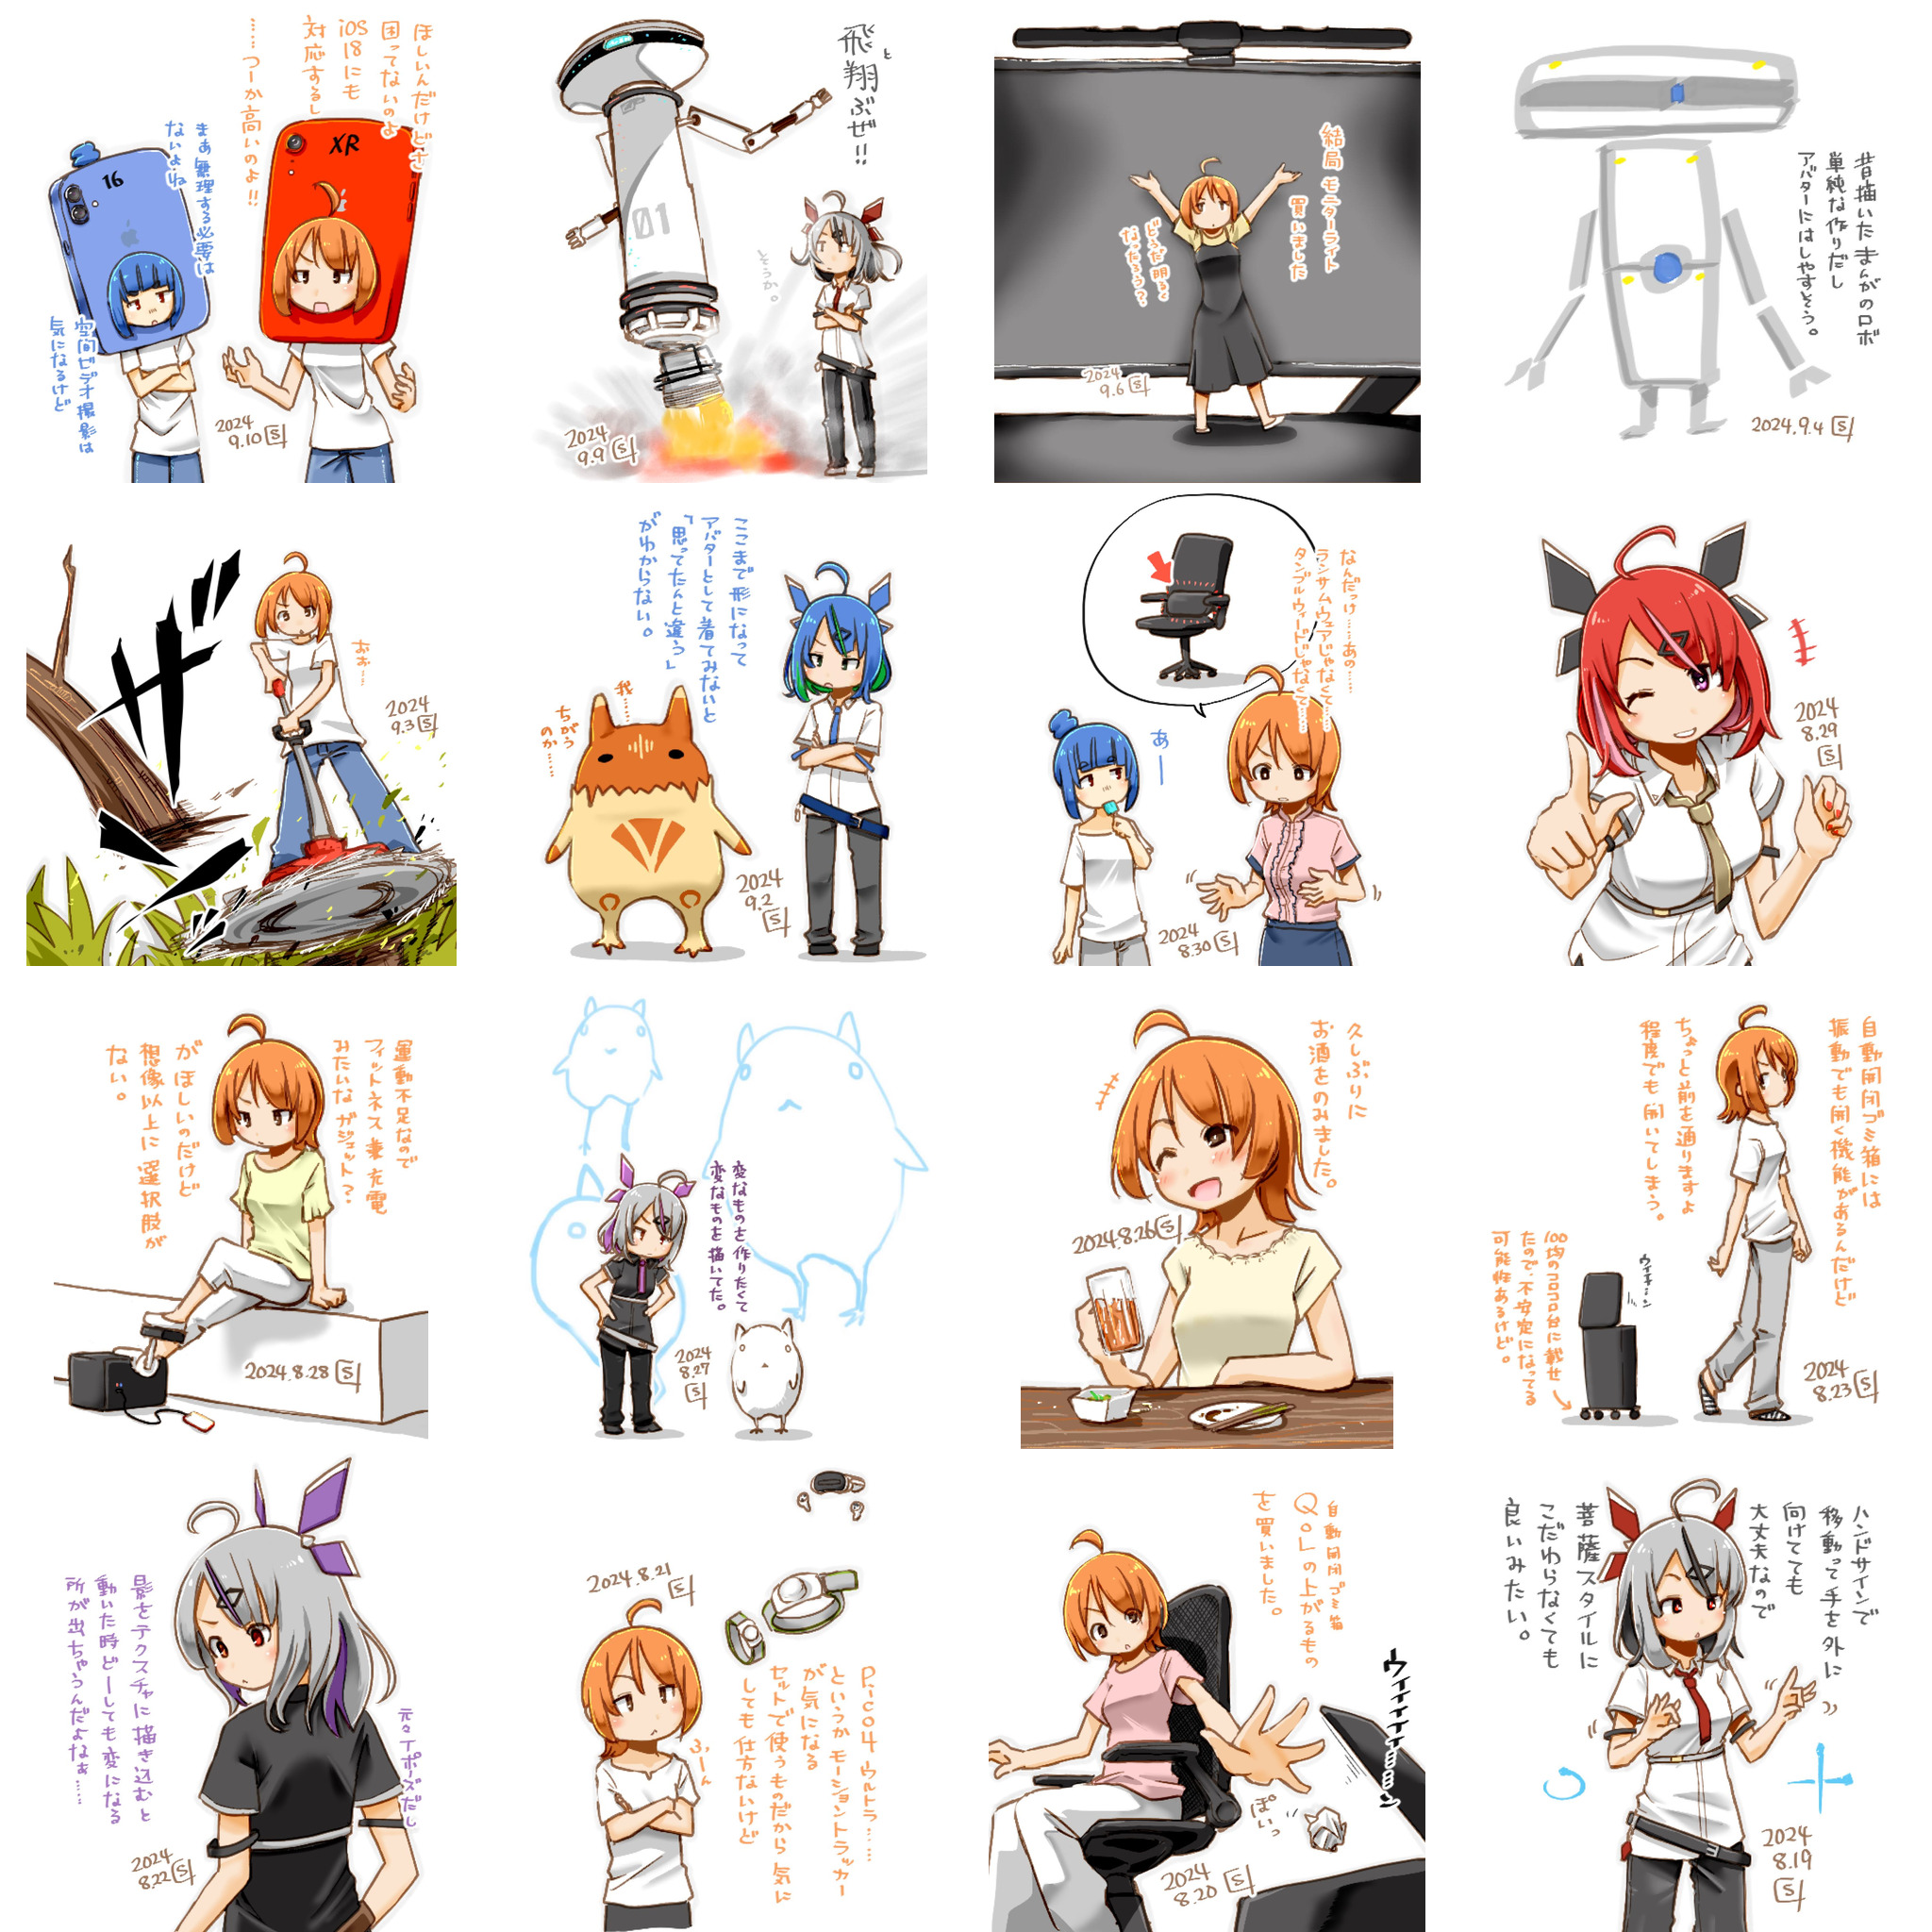 ほしいんだけどさ
困ってないのよ
iOS
18にも
対応するし
……つーか高いのよ!!
XR
16
まあ無理する必要は
ないよね
空間ビデオ撮影は
気になるけど
2024
9.10
飛翔ぶぜ!!
と
01
そうか。
2024
9.9
結局モニターライト
買いました
どうだ明るく
なったろう?
2024
9.6
昔描いたまんがのロボ
単純な作りだし
アバターにはしやすそう。
2024.9.4
ザ
おお…
2024
9.3
ここまで形になって
アバターとして着てみないと
「思ってたんと違う」
がわからない。
我……
ちがう
のか……
2024
9.2
なんだっけ……あの……
ランサムウェアじゃなくて……
タンブルウィードじゃなくて……
あー
2024
8.30
2024
8.29
運動不足なので
フィットネス兼充電
みたいなガジェット?
がほしいのだけど
想像以上に選択肢が
ない。
2024.8.28
変なものを作りたくて
変なものを描いてた。
2024
8.27
久しぶりに
お酒をのみました。
2024.8.26
自動開閉ゴミ箱には
振動でも開く機能があるんだけど
ちょっと前を通りますよ
程度でも開いてしまう。
ウイーン
100均のコロコロ台に載せ
たので、不安定になってる
可能性あるけど。
2024
8.23
影をテクスチャに描き込むと
動いた時どーしても変になる
所が出ちゃうんだよなぁ……
元々Tポーズだし
2024
8.22
2024.8.21
Pico4ウルトラ……
というかモーショントラッカー
が気になる
セットで使うものだから気に
しても仕方ないけど
ふーん
自動開閉ゴミ箱
QoLの上がるもの
を買いました。
ウイイイイイーーーン
ぽいっ
2024
8.20
ハンドサインで
移動って手を外に
向けてても
大丈夫なので
菩薩スタイルに
こだわらなくても
良いみたい。
2024
8.19